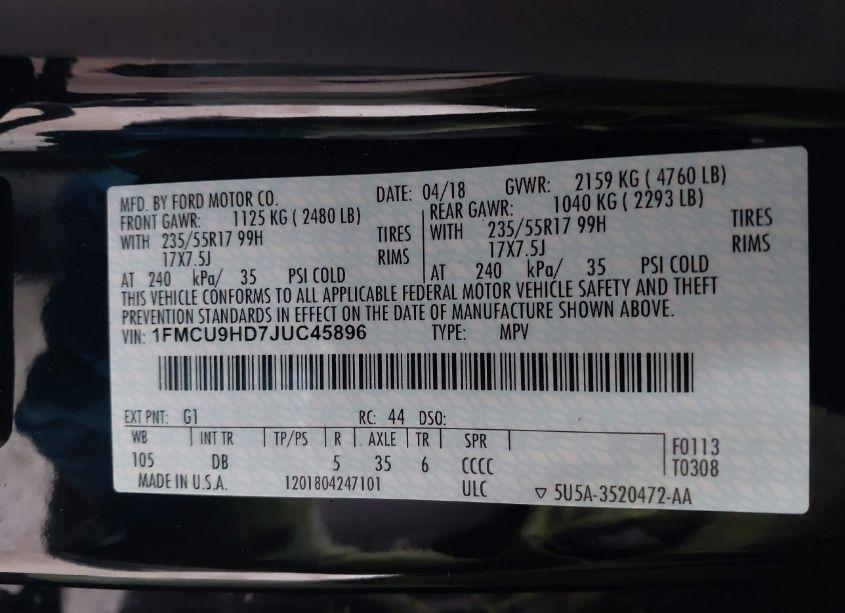 MFD. BY FORD MOTOR CO. DATE: 04/18 GVWR: 2159 KG ( 4760 LB)
FRONT GAWR: 1125 KG ( 2480 LB) REAR GAWR: 1040 KG ( 2293 LB)
WITH 235/55R17 99H TIRES WITH 235/55R17 99H TIRES
17X7.5J RIMS 17X7.5J RIMS
AT 240 kPa/ 35 PSI COLD AT 240 kPa/ 35 PSI COLD
THIS VEHICLE CONFORMS TO ALL APPLICABLE FEDERAL MOTOR VEHICLE SAFETY AND THEFT
PREVENTION STANDARDS IN EFFECT ON THE DATE OF MANUFACTURE SHOWN ABOVE.
VIN: 1FMCU9HD7JUC45896 TYPE: MPV
EXT PNT: G1 RC: 44 DSO:
WB INT TR TP/PS R AXLE TR SPR F0113
105 DB 5 35 6 CCCC T0308
MADE IN U.S.A. 1201804247101 ULC ▽ 5U5A-3520472-AA